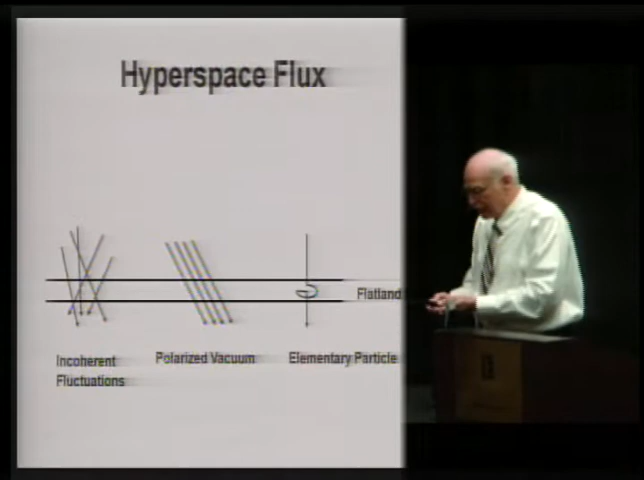 Hyperspace Flux
Flatland
Incoherent
Fluctuations
Polarized Vacuum
Elementary Particle